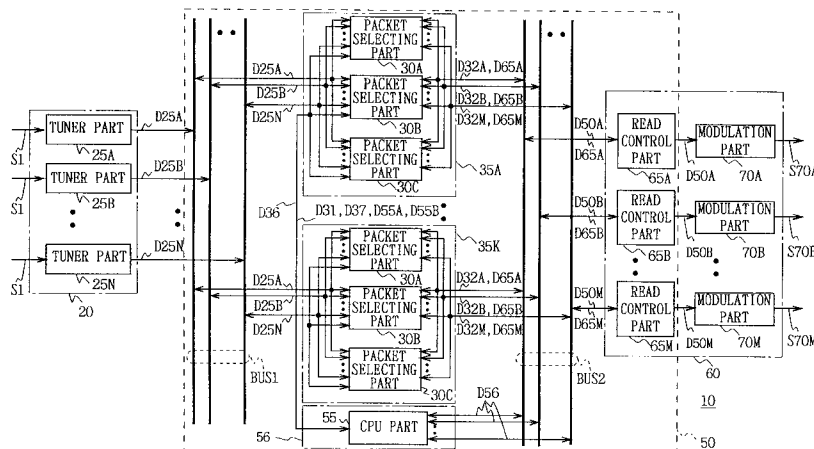 PACKET
SELECTING
PART
30A
PACKET
SELECTING
PART
30B
PACKET
SELECTING
PART
30C
35A
D25A
D25B
D25N
D32A,D65A
D32B,D65B
D32M,D65M
S1
TUNER PART
25A
D25A
S1
TUNER PART
25B
D25B
S1
TUNER PART
25N
D25N
20
D36
D31,D37,D55A,D55B
35K
PACKET
SELECTING
PART
30A
PACKET
SELECTING
PART
30B
PACKET
SELECTING
PART
30C
D25A
D25B
D25N
D32A,D65A
D32B,D65B
D32M,D65M
D50A
D65A
READ
CONTROL
PART
65A
D50A
MODULATION
PART
70A
S70A
D50B
D65B
READ
CONTROL
PART
65B
D50B
MODULATION
PART
70B
S70B
D50M
D65M
READ
CONTROL
PART
65M
D50M
MODULATION
PART
70M
S70M
60
BUS1
BUS2
55
CPU PART
56
D56
10
50